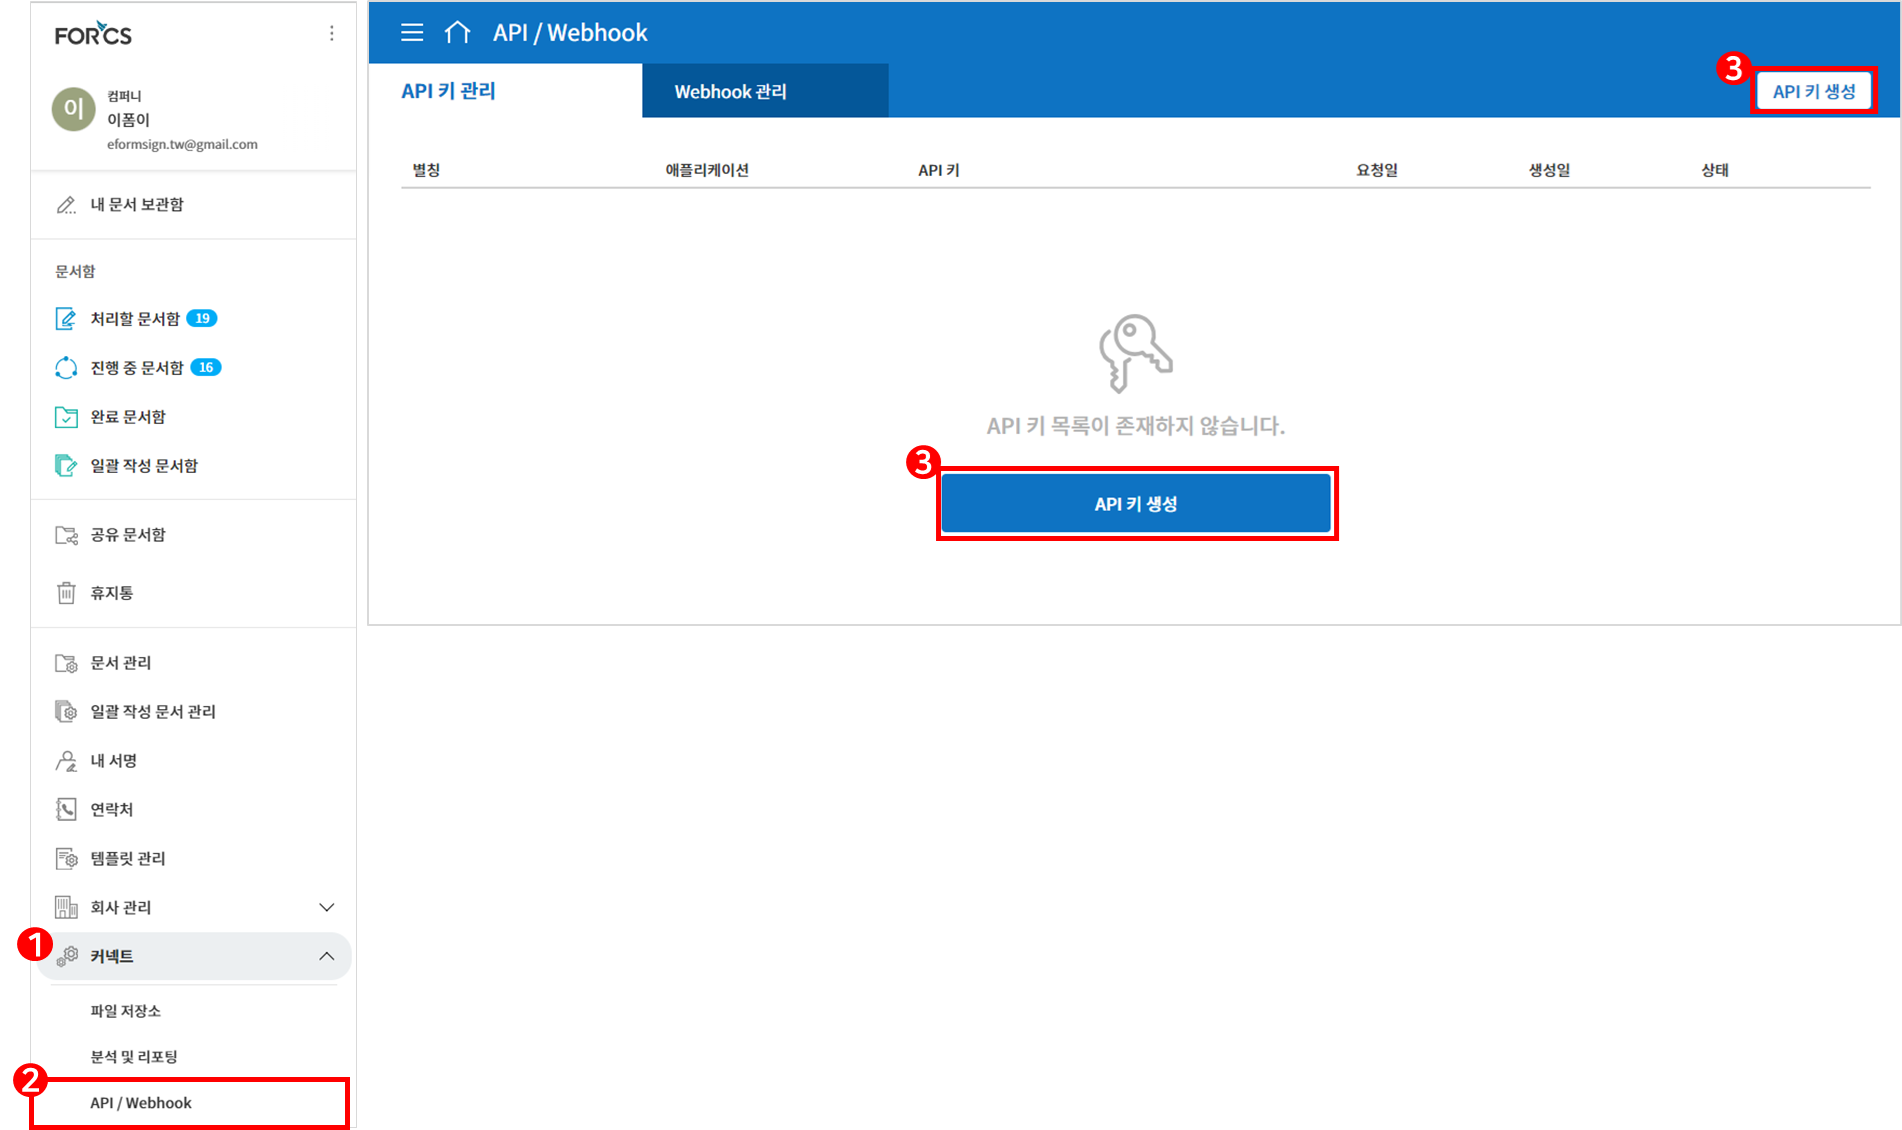 FORCS
이
컴퍼니
이폼이
eformsign.tw@gmail.com
내 문서 보관함
문서함
처리할 문서함 19
진행 중 문서함 16
완료 문서함
일괄 작성 문서함
공유 문서함
휴지통
문서 관리
일괄 작성 문서 관리
내 서명
연락처
템플릿 관리
회사 관리
1 커넥트
파일 저장소
분석 및 리포팅
2 API / Webhook
API / Webhook
API 키 관리 Webhook 관리 3 API 키 생성
별칭 애플리케이션 API 키 요청일 생성일 상태
API 키 목록이 존재하지 않습니다.
3 API 키 생성